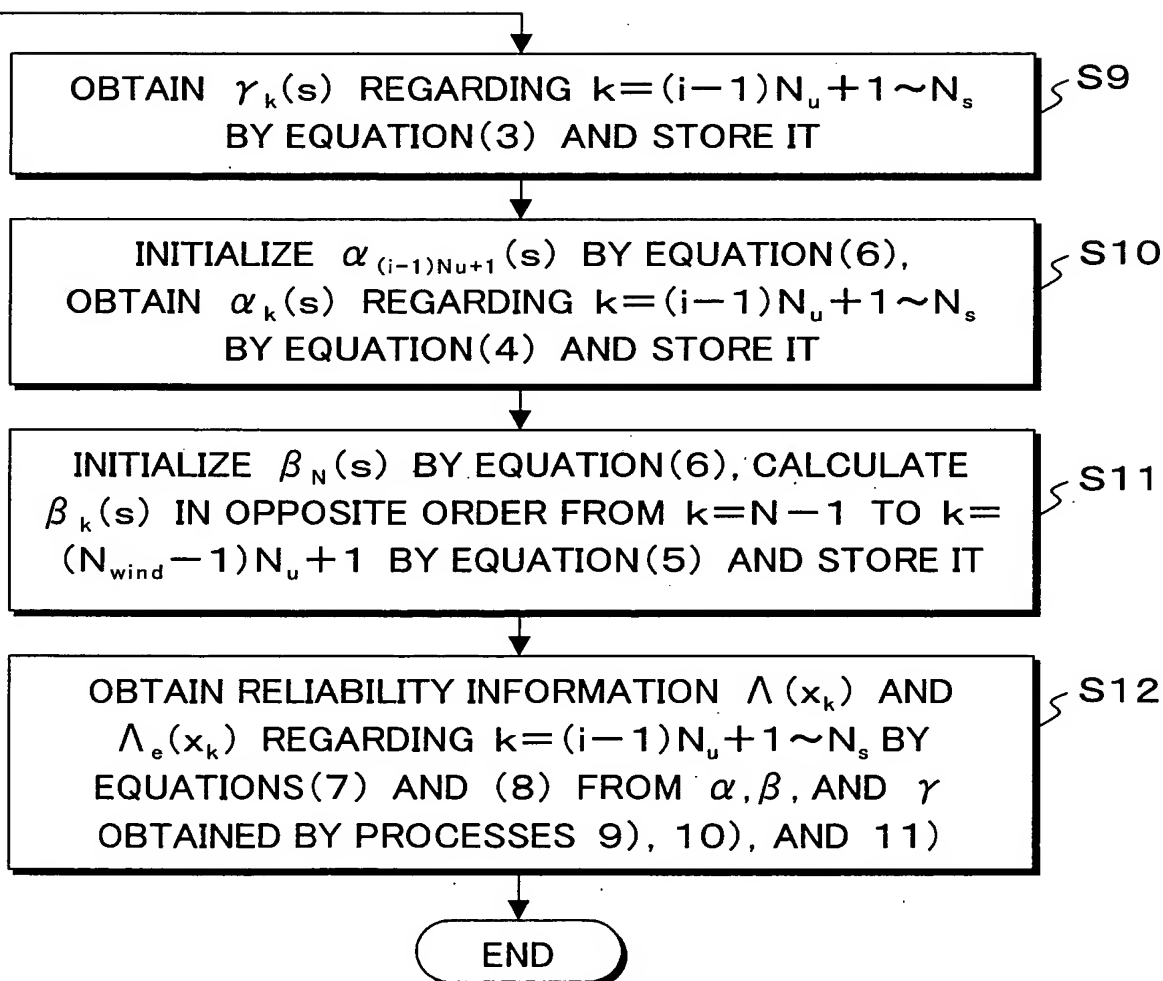 OBTAIN γₖ(s) REGARDING k=(i−1)Nᵤ+1~Nₛ
BY EQUATION(3) AND STORE IT
S9
INITIALIZE α₍ᵢ₋₁₎Nu+1(s) BY EQUATION(6),
OBTAIN αₖ(s) REGARDING k=(i−1)Nᵤ+1~Nₛ
BY EQUATION(4) AND STORE IT
S10
INITIALIZE β_N(s) BY EQUATION(6), CALCULATE
βₖ(s) IN OPPOSITE ORDER FROM k=N−1 TO k=
(N_wind−1)Nᵤ+1 BY EQUATION(5) AND STORE IT
S11
OBTAIN RELIABILITY INFORMATION Λ(xₖ) AND
Λₑ(xₖ) REGARDING k=(i−1)Nᵤ+1~Nₛ BY
EQUATIONS(7) AND (8) FROM α,β, AND γ
OBTAINED BY PROCESSES 9), 10), AND 11)
S12
END